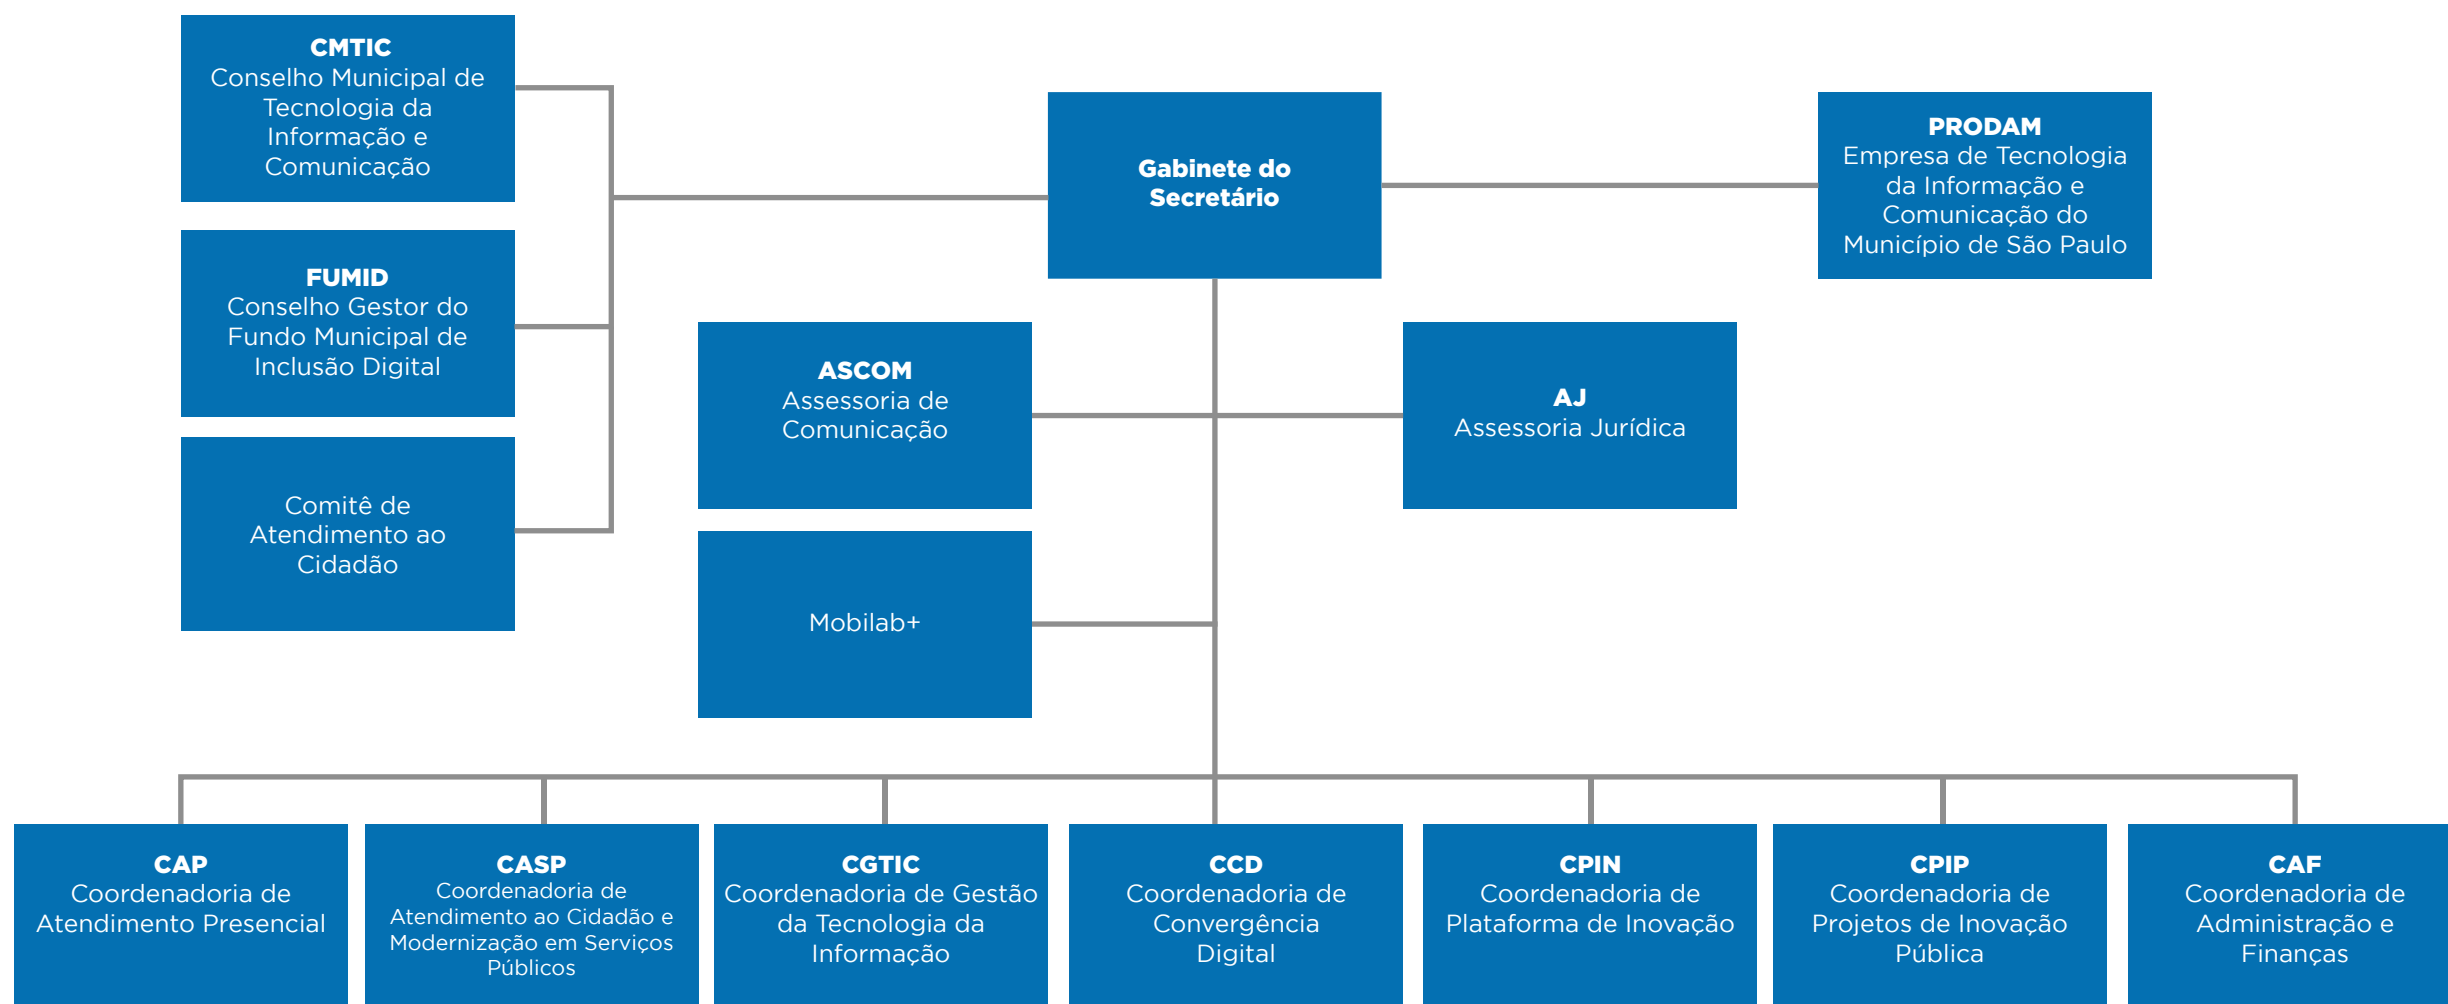 CMTIC
Conselho Municipal de
Tecnologia da
Informação e
Comunicação
Gabinete do
Secretário
PRODAM
Empresa de Tecnologia
da Informação e
Comunicação do
Município de São Paulo
FUMID
Conselho Gestor do
Fundo Municipal de
Inclusão Digital
ASCOM
Assessoria de
Comunicação
AJ
Assessoria Jurídica
Comitê de
Atendimento ao
Cidadão
Mobilab+
CAP
Coordenadoria de
Atendimento Presencial
CASP
Coordenadoria de
Atendimento ao Cidadão e
Modernização em Serviços
Públicos
CGTIC
Coordenadoria de Gestão
da Tecnologia da
Informação
CCD
Coordenadoria de
Convergência
Digital
CPIN
Coordenadoria de
Plataforma de Inovação
CPIP
Coordenadoria de
Projetos de Inovação
Pública
CAF
Coordenadoria de
Administração e
Finanças